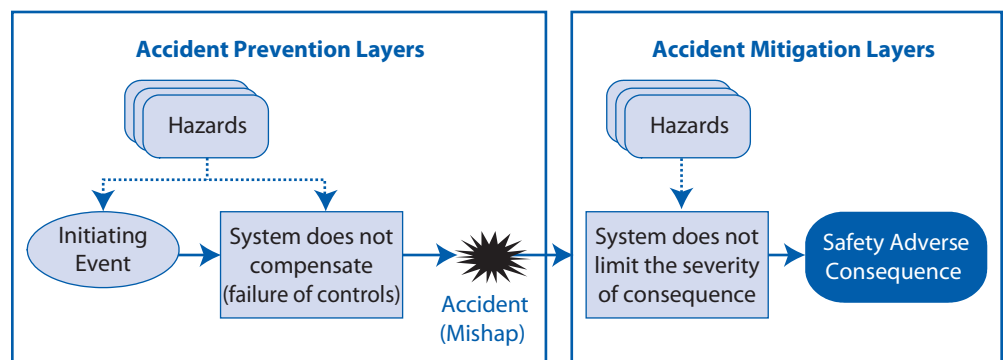 Accident Prevention Layers
Hazards
Initiating
Event
System does not
compensate
(failure of controls)
Accident
(Mishap)
Accident Mitigation Layers
Hazards
System does not
limit the severity
of consequence
Safety Adverse
Consequence